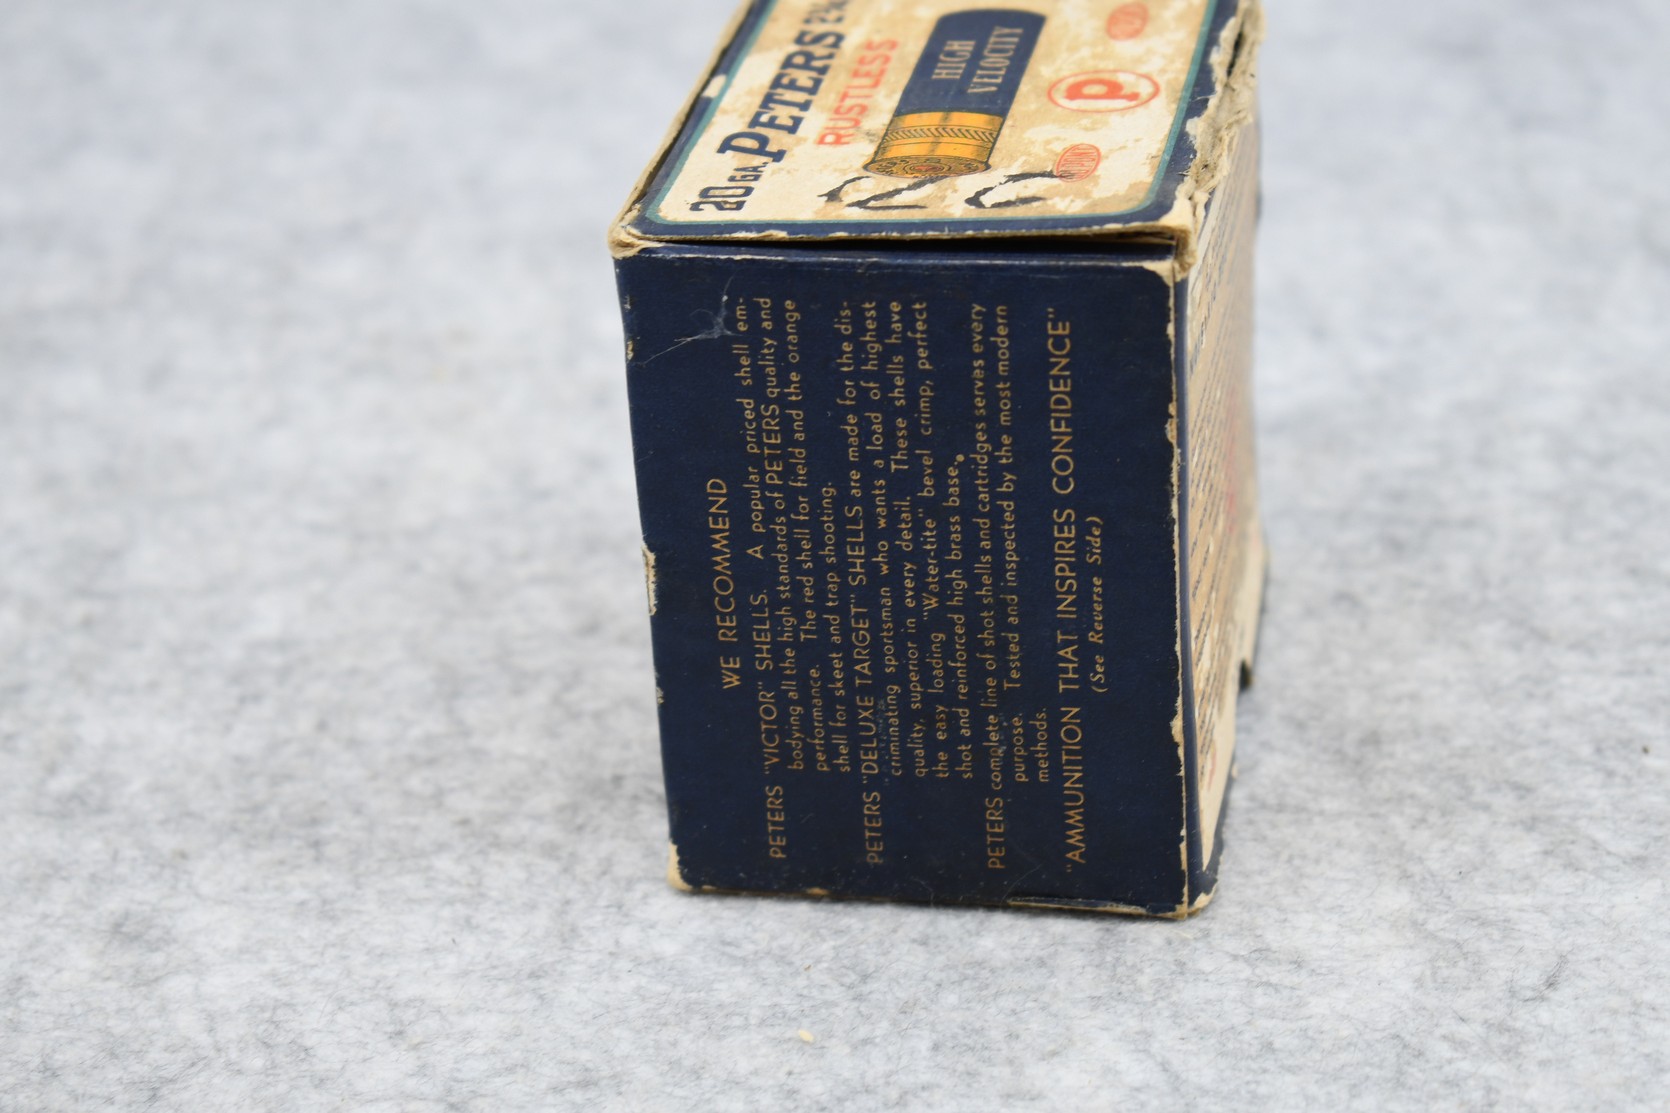 20 GA. PETERS 2¾
RUSTLESS
HIGH
VELOCITY
P
DUPONT
WE RECOMMEND
PETERS "VICTOR" SHELLS. A popular priced shell em-
bodying all the high standards of PETERS quality and
performance. The red shell for field and the orange
shell for skeet and trap shooting.
PETERS "DELUXE TARGET" SHELLS are made for the dis-
criminating sportsman who wants a load of highest
quality, superior in every detail. These shells have
the easy loading "Water-tite" bevel crimp, perfect
shot and reinforced high brass base.
PETERS complete line of shot shells and cartridges serves every
purpose. Tested and inspected by the most modern
methods.
"AMMUNITION THAT INSPIRES CONFIDENCE"
(See Reverse Side)